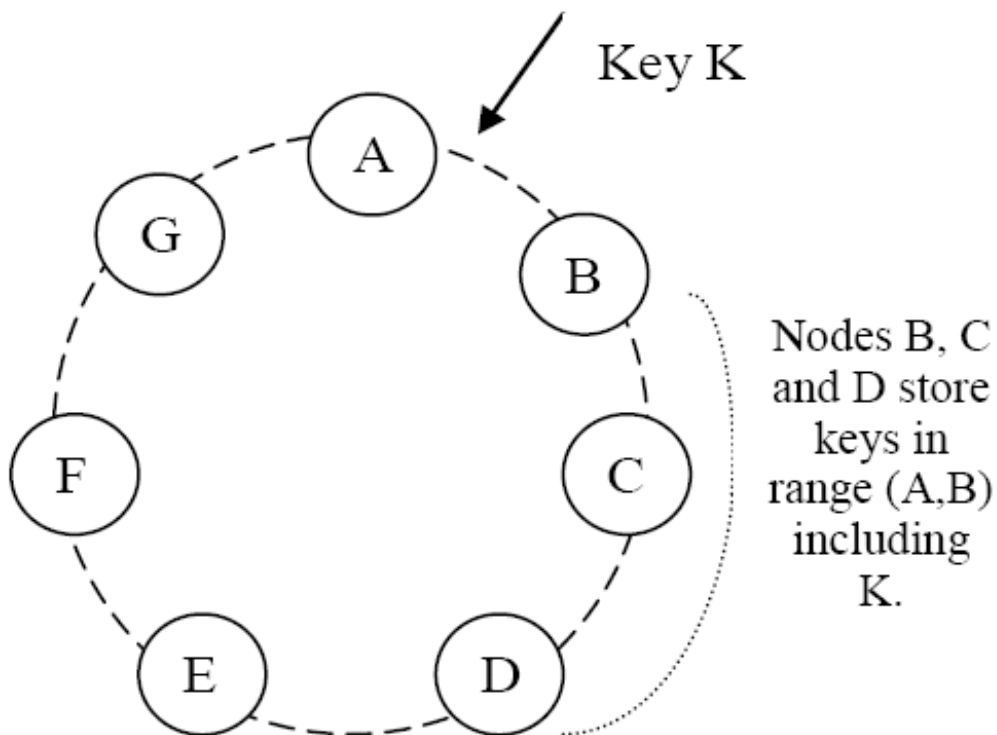 Key K
A
G
B
Nodes B, C
and D store
keys in
range (A,B)
including
K.
F
C
E
D